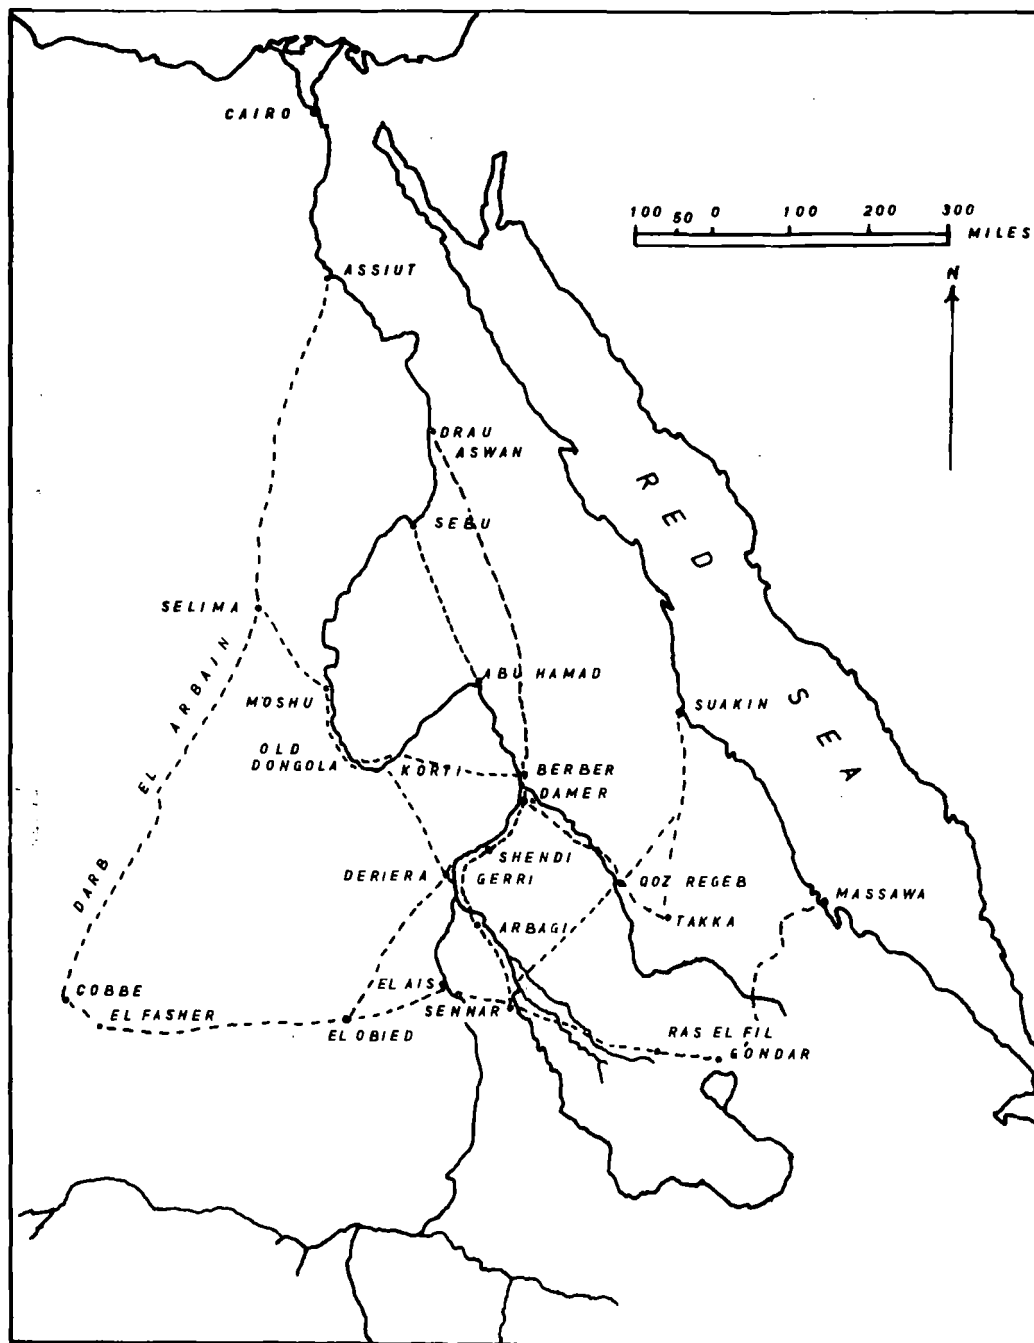 CAIRO
100 50 0 100 200 300
MILES
N
ASSIUT
DRAU
ASWAN
SEBU
RED SEA
SELIMA
DARB EL ARBAIN
ABU HAMAD
MOSHU
SUAKIN
OLD
DONGOLA
KORTI
BERBER
DAMER
SHENDI
DERIERA
GERRI
QOZ REGEB
MASSAWA
TAKKA
ARBAGI
COBBE
EL AIS
EL FASHER
SENNAR
EL OBIED
RAS EL FIL
GONDAR